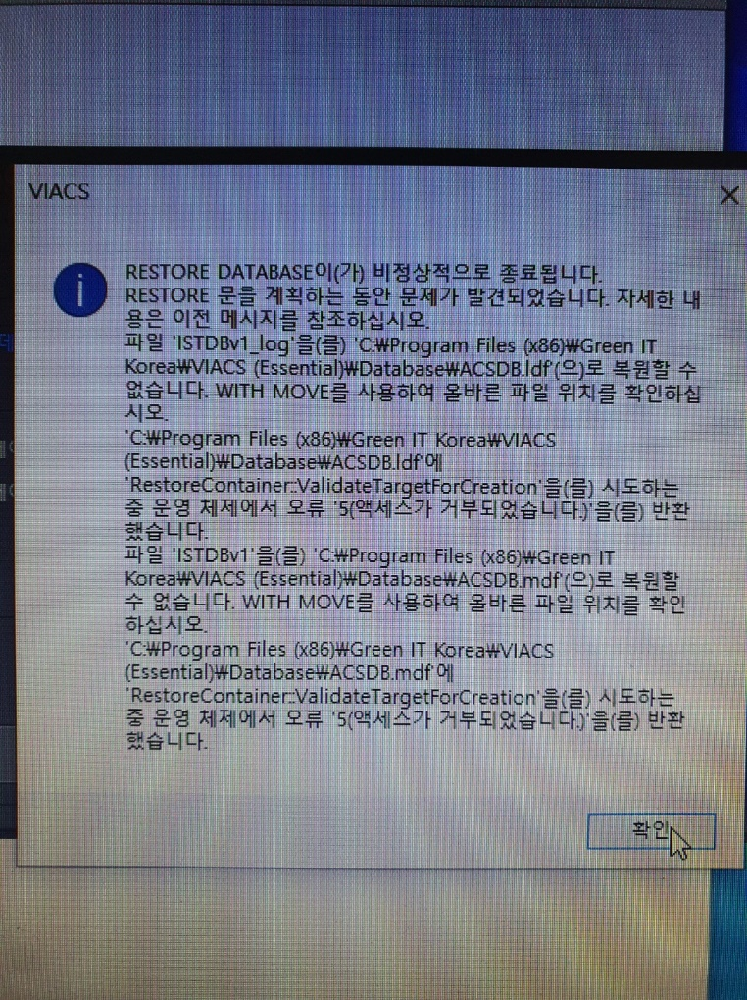 VIACS
RESTORE DATABASE이(가) 비정상적으로 종료됩니다.
RESTORE 문을 계획하는 동안 문제가 발견되었습니다. 자세한 내
용은 이전 메시지를 참조하십시오.
파일 'ISTDBv1_log'을(를) 'C:₩Program Files (x86)₩Green IT
Korea₩VIACS (Essential)₩Database₩ACSDB.ldf'(으)로 복원할 수
없습니다. WITH MOVE를 사용하여 올바른 파일 위치를 확인하십
시오.
'C:₩Program Files (x86)₩Green IT Korea₩VIACS
(Essential)₩Database₩ACSDB.ldf'에
'RestoreContainer::ValidateTargetForCreation'을(를) 시도하는
중 운영 체제에서 오류 '5(액세스가 거부되었습니다.)'을(를) 반환
했습니다.
파일 'ISTDBv1'을(를) 'C:₩Program Files (x86)₩Green IT
Korea₩VIACS (Essential)₩Database₩ACSDB.mdf'(으)로 복원할
수 없습니다. WITH MOVE를 사용하여 올바른 파일 위치를 확인
하십시오.
'C:₩Program Files (x86)₩Green IT Korea₩VIACS
(Essential)₩Database₩ACSDB.mdf'에
'RestoreContainer::ValidateTargetForCreation'을(를) 시도하는
중 운영 체제에서 오류 '5(액세스가 거부되었습니다.)'을(를) 반환
했습니다.
확인